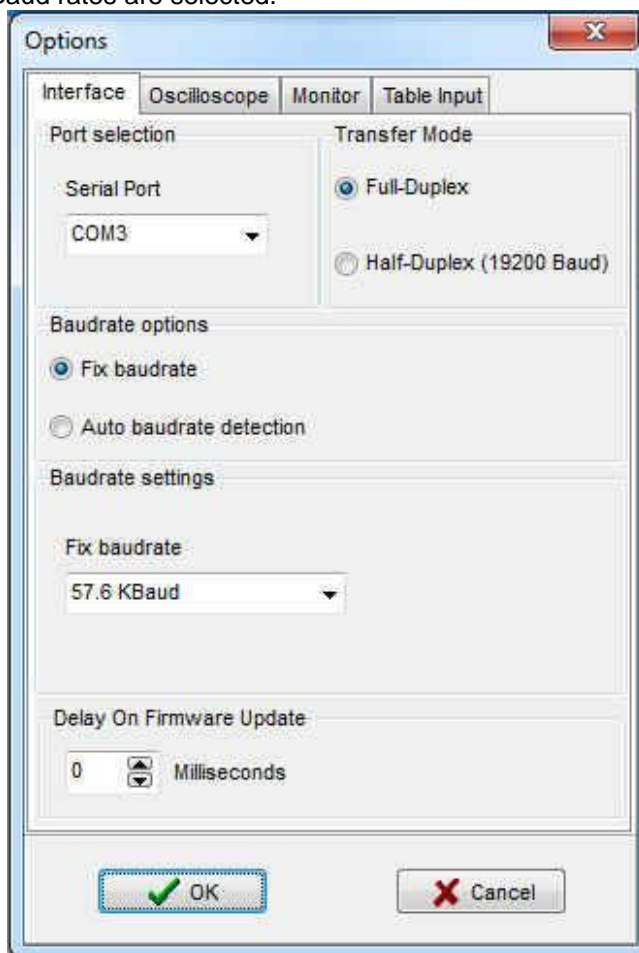 baud rates are selected.
Options
Interface Oscilloscope Monitor Table Input
Port selection
Transfer Mode
Serial Port
COM3
Full-Duplex
Half-Duplex (19200 Baud)
Baudrate options
Fix baudrate
Auto baudrate detection
Baudrate settings
Fix baudrate
57.6 KBaud
Delay On Firmware Update
0 Milliseconds
OK Cancel